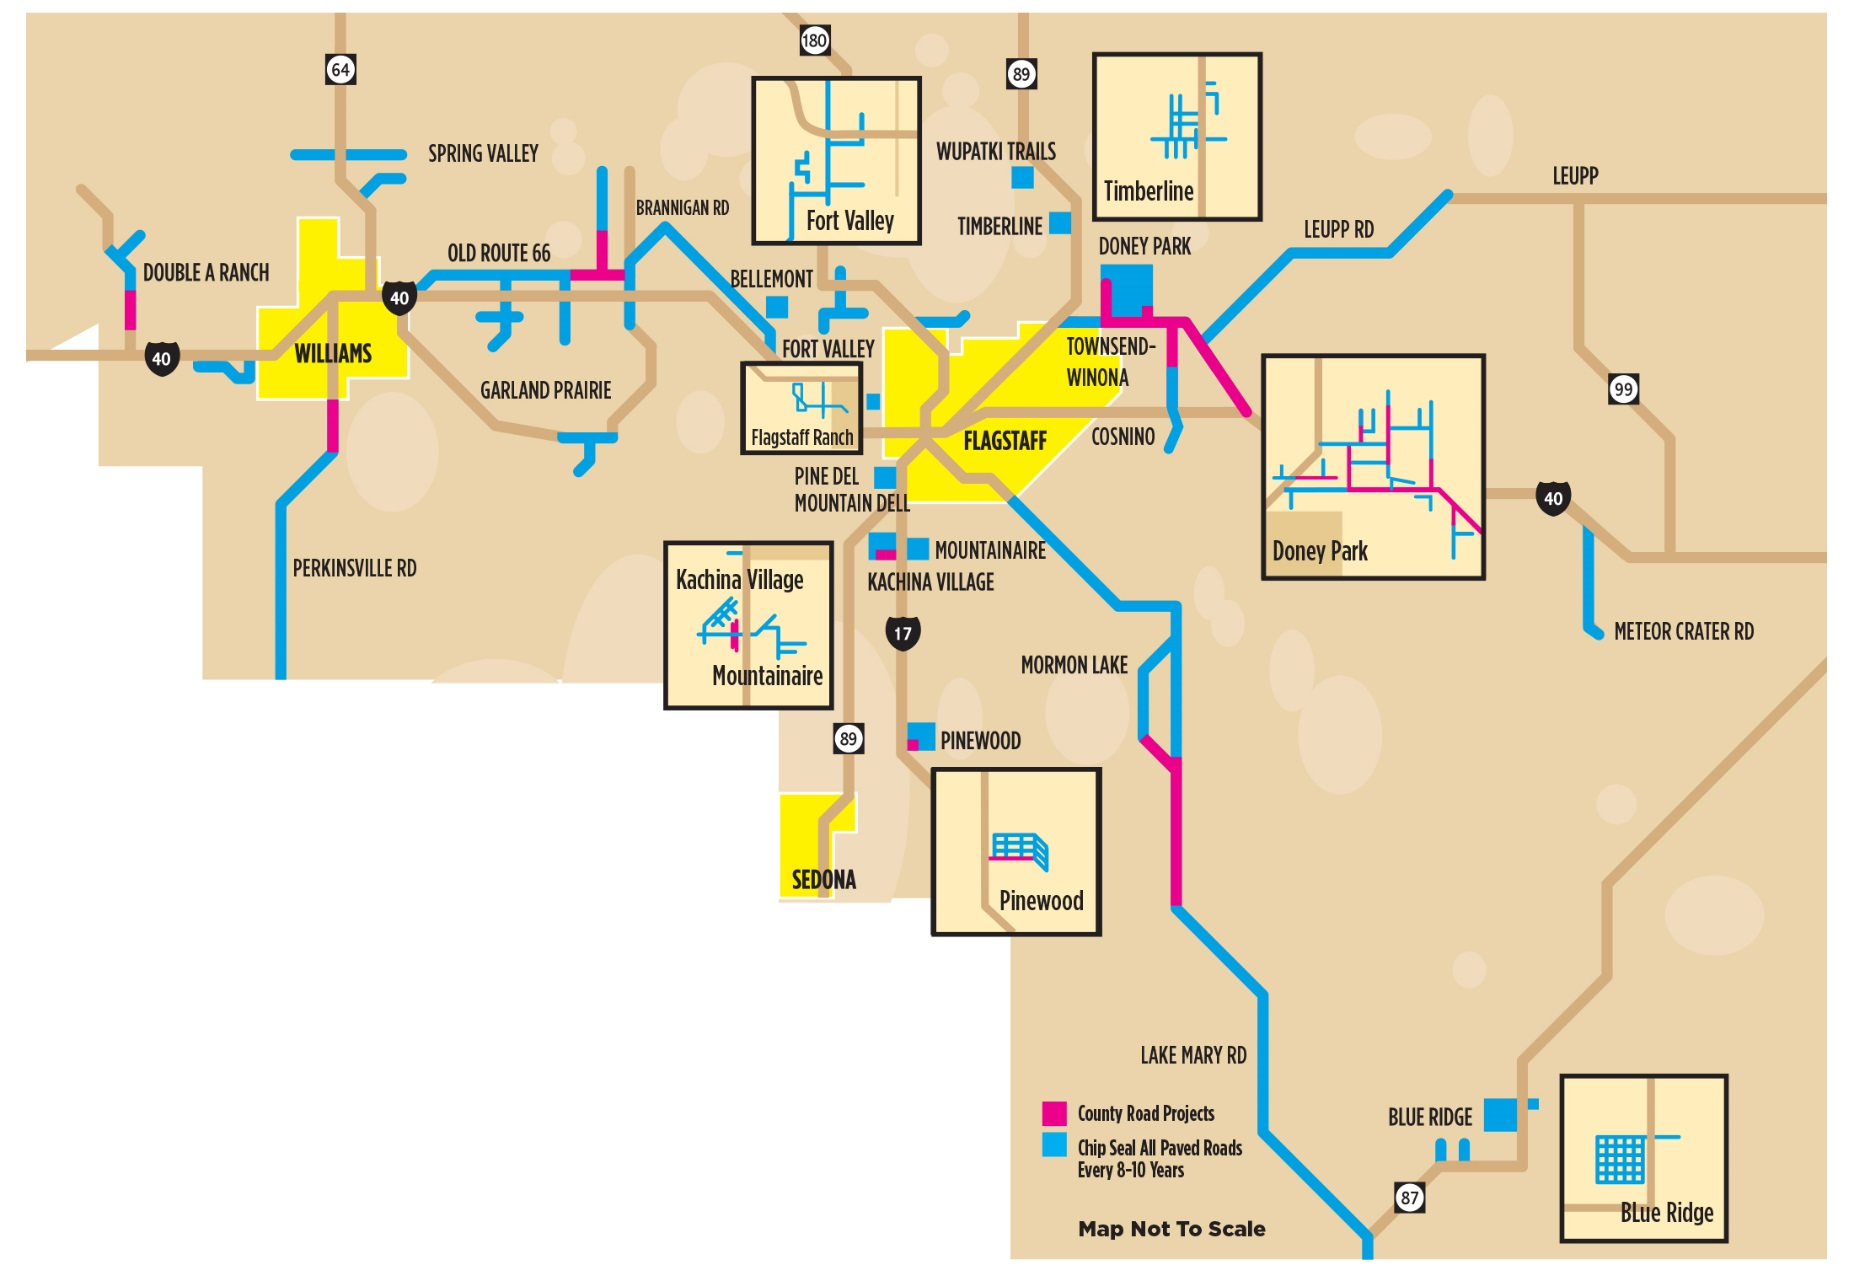 180
64
89
WUPATKI TRAILS
SPRING VALLEY
Timberline
LEUPP
BRANNIGAN RD
Fort Valley
TIMBERLINE
LEUPP RD
DONEY PARK
OLD ROUTE 66
DOUBLE A RANCH
BELLEMONT
40
40
WILLIAMS
FORT VALLEY
TOWNSEND-
WINONA
GARLAND PRAIRIE
99
Flagstaff Ranch
FLAGSTAFF
COSNINO
PINE DEL
MOUNTAIN DELL
40
Doney Park
MOUNTAINAIRE
KACHINA VILLAGE
Kachina Village
PERKINSVILLE RD
17
METEOR CRATER RD
Mountainaire
MORMON LAKE
89
PINEWOOD
SEDONA
Pinewood
LAKE MARY RD
County Road Projects
Chip Seal All Paved Roads
Every 8-10 Years
BLUE RIDGE
87
BLue Ridge
Map Not To Scale